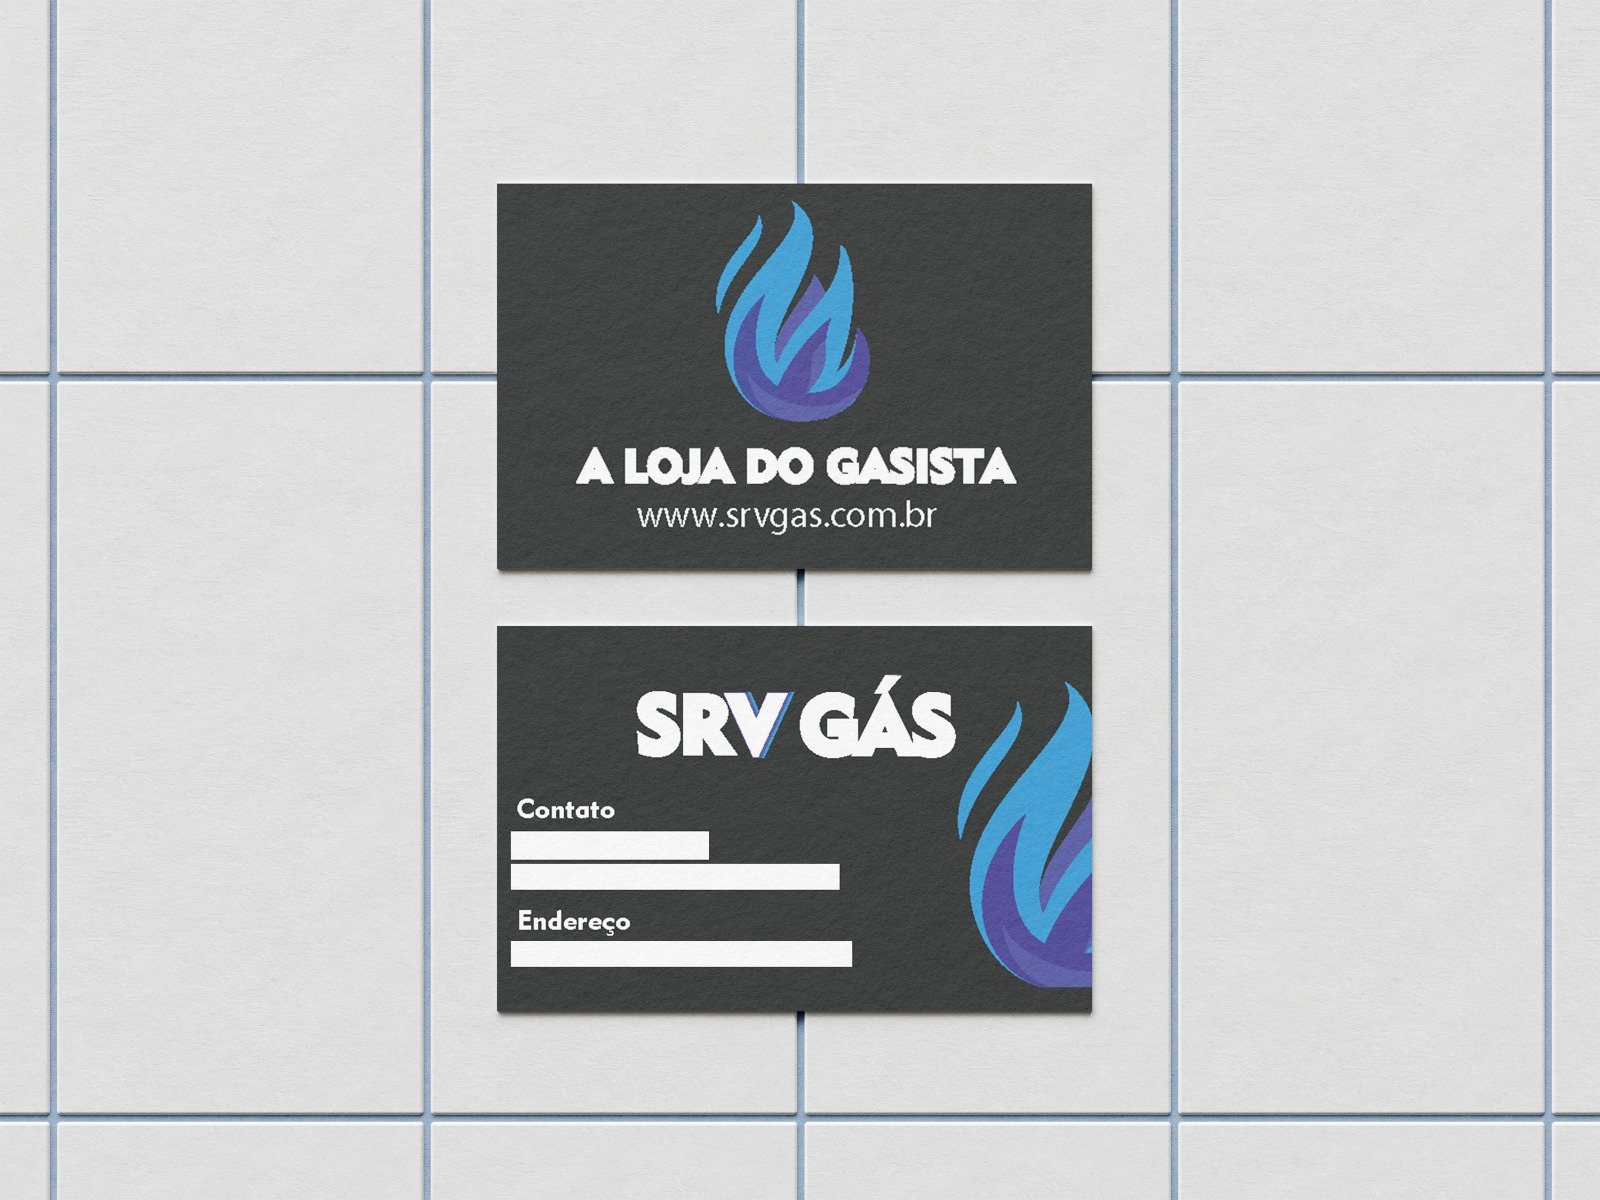 A LOJA DO GASISTA
www.srvgas.com.br
SRV GÁS
Contato
Endereço